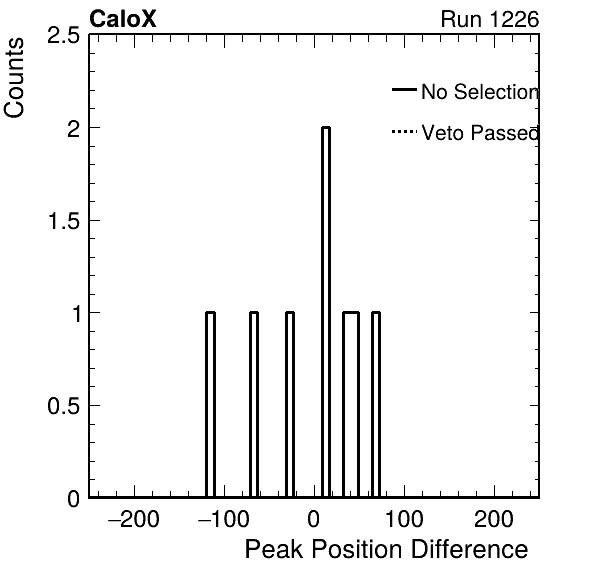 CaloX Run 1226
Counts
2.5
2
1.5
1
0.5
0
No Selection
Veto Passed
−200 −100 0 100 200
Peak Position Difference